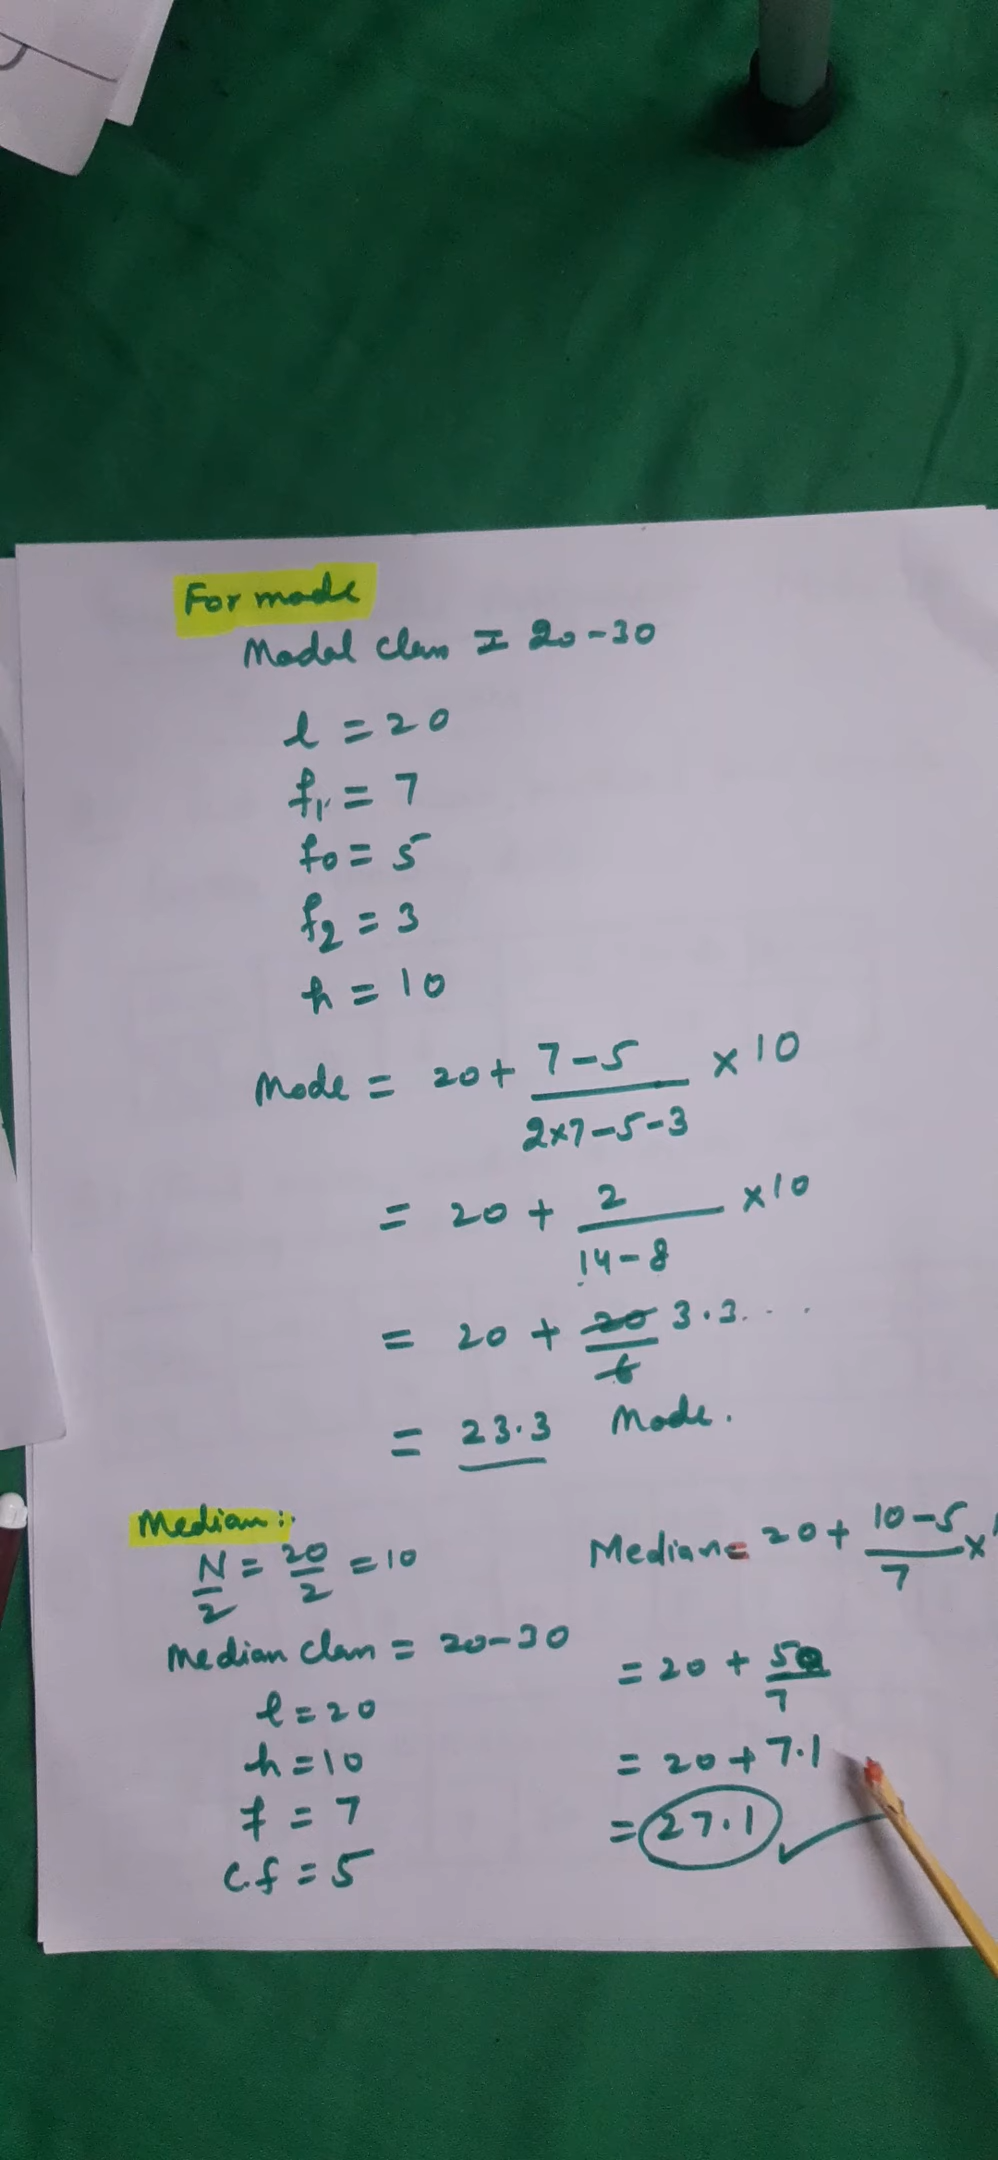 For mode
Modal class = 20-30
l = 20
f1 = 7
f0 = 5
f2 = 3
h = 10
Mode = 20 + 7-5 / 2×7-5-3 × 10
= 20 + 2 / 14-8 ×10
= 20 + 20/6 3.3...
= 23.3 Mode.
Median:
N/2 = 20/2 = 10
Median class = 20-30
l = 20
h = 10
f = 7
c.f = 5
Median = 20 + 10-5 / 7 ×
= 20 + 50/7
= 20 + 7.1
= 27.1